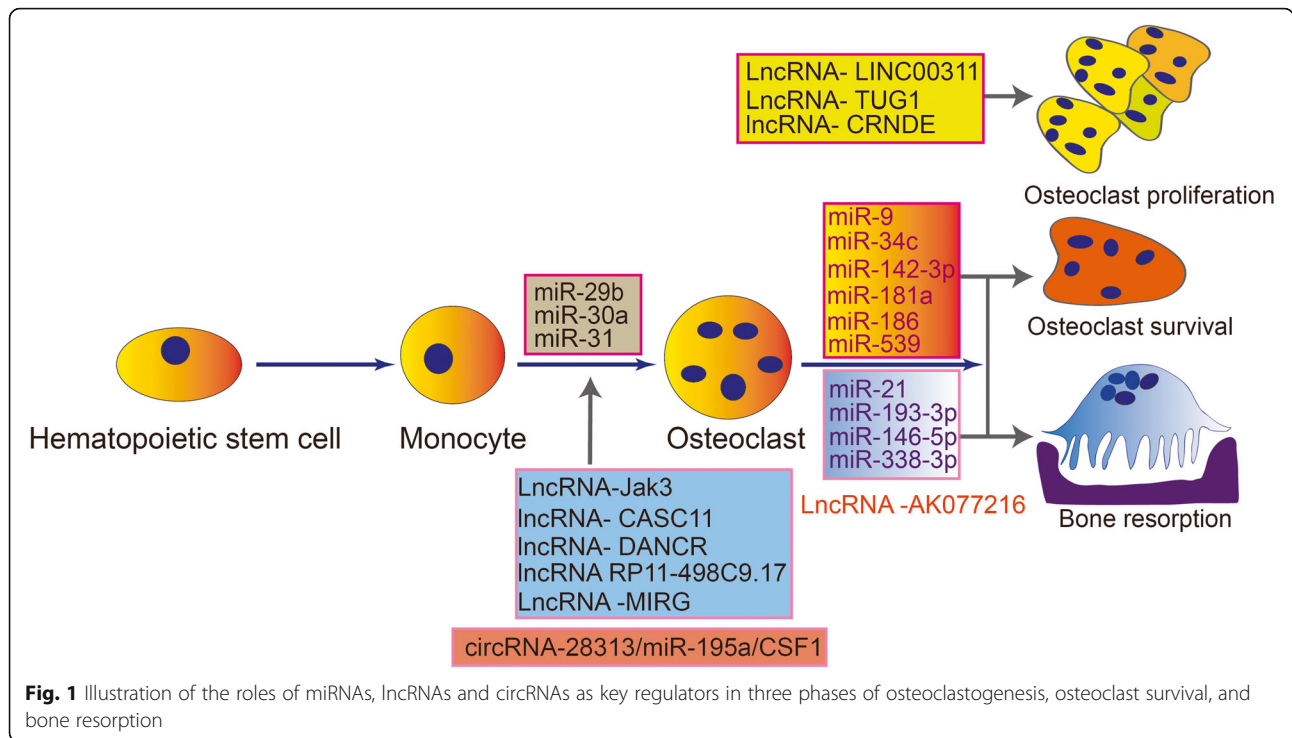 LncRNA- LINC00311
LncRNA- TUG1
lncRNA- CRNDE
Osteoclast proliferation
miR-9
miR-34c
miR-142-3p
miR-181a
miR-186
miR-539
Osteoclast survival
miR-29b
miR-30a
miR-31
Hematopoietic stem cell
Monocyte
Osteoclast
miR-21
miR-193-3p
miR-146-5p
miR-338-3p
LncRNA -AK077216
Bone resorption
LncRNA-Jak3
lncRNA- CASC11
lncRNA- DANCR
lncRNA RP11-498C9.17
LncRNA -MIRG
circRNA-28313/miR-195a/CSF1
Fig. 1 Illustration of the roles of miRNAs, lncRNAs and circRNAs as key regulators in three phases of osteoclastogenesis, osteoclast survival, and
bone resorption